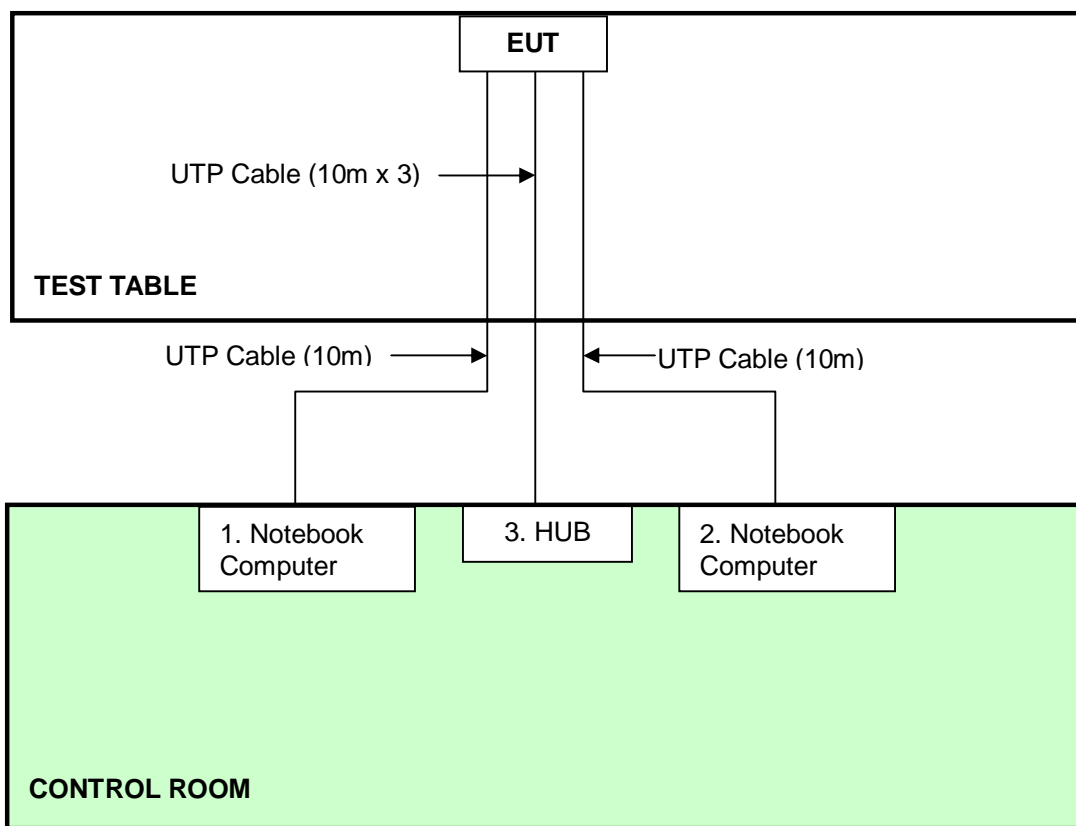 EUT
UTP Cable (10m x 3)
TEST TABLE
UTP Cable (10m)
UTP Cable (10m)
1. Notebook
Computer
3. HUB
2. Notebook
Computer
CONTROL ROOM